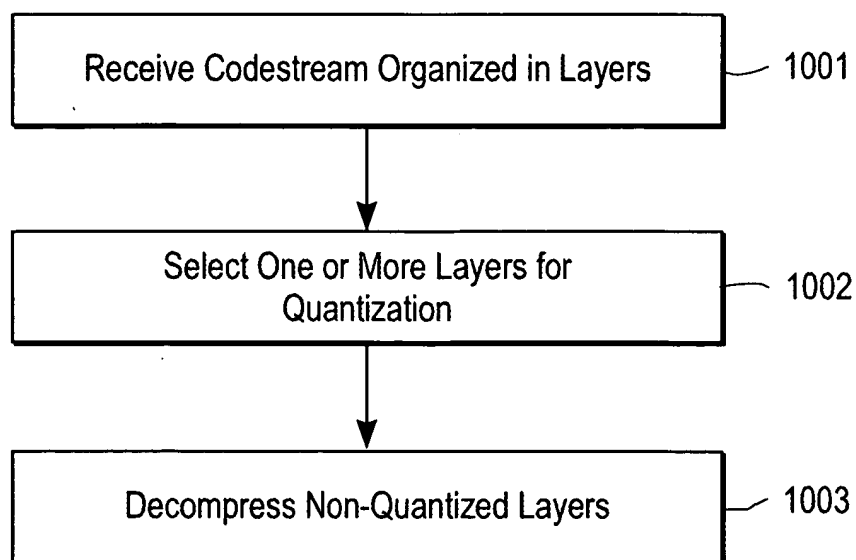 Receive Codestream Organized in Layers
1001
Select One or More Layers for
Quantization
1002
Decompress Non-Quantized Layers
1003